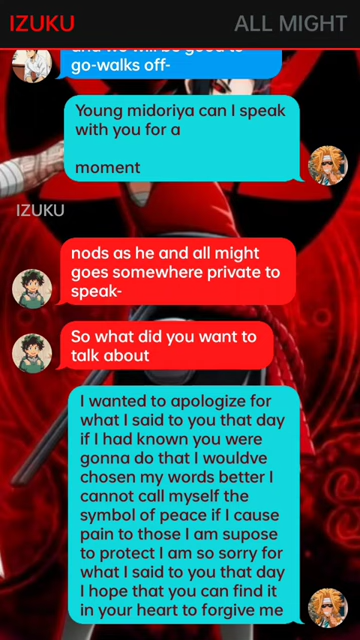 IZUKU
ALL MIGHT
go-walks off-
Young midoriya can I speak
with you for a
moment
IZUKU
nods as he and all might
goes somewhere private to
speak-
So what did you want to
talk about
I wanted to apologize for
what I said to you that day
if I had known you were
gonna do that I wouldve
chosen my words better I
cannot call myself the
symbol of peace if I cause
pain to those I am supose
to protect I am so sorry for
what I said to you that day
I hope that you can find it
in your heart to forgive me